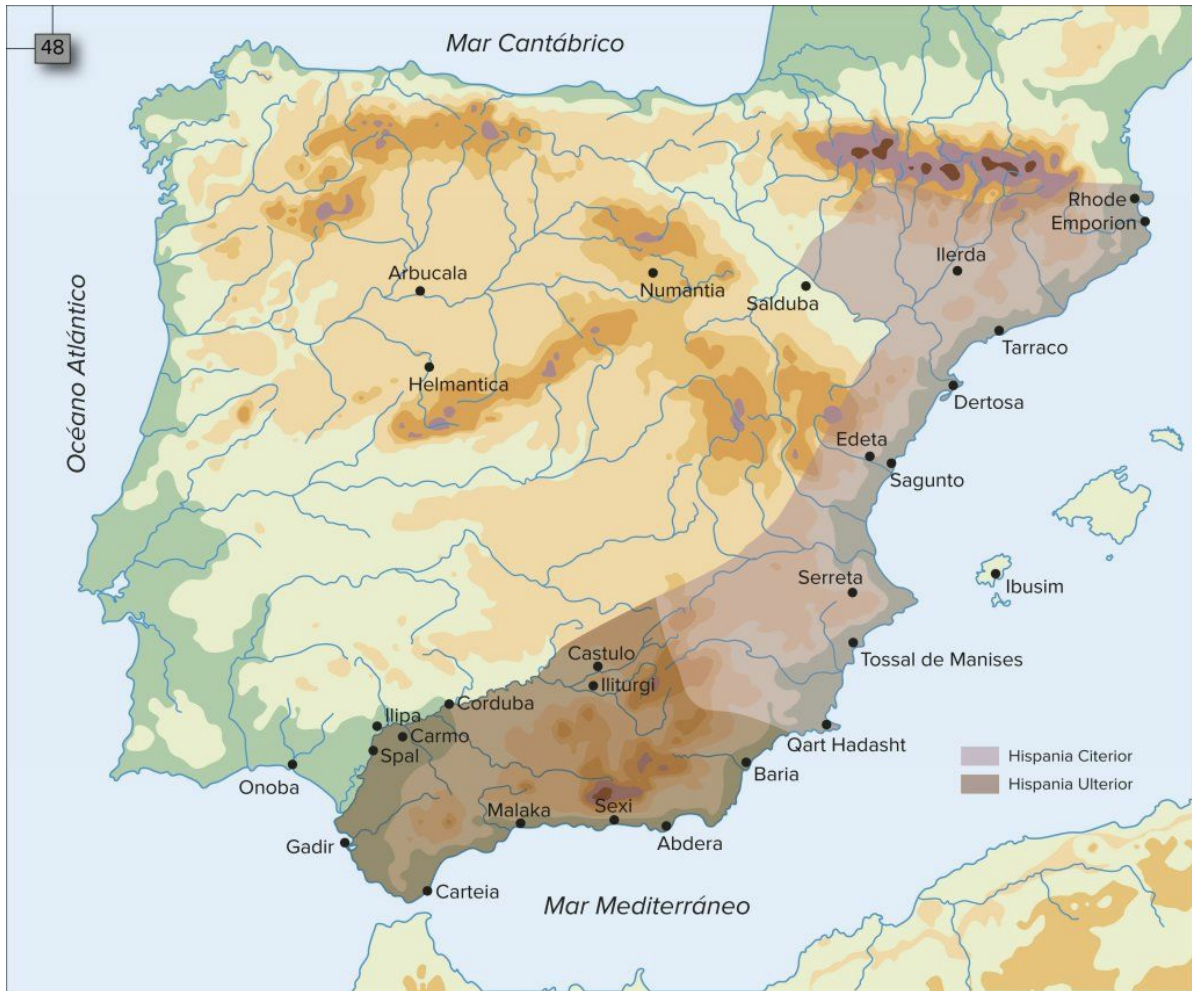 48
Mar Cantábrico
Océano Atlántico
Rhode
Emporion
Ilerda
Arbucala
Numantia
Salduba
Tarraco
Helmantica
Dertosa
Edeta
Sagunto
Serreta
Ibusim
Castulo
Tossal de Manises
Iliturgi
Corduba
Ilipa
Carmo
Spal
Qart Hadasht
Onoba
Baria
Hispania Citerior
Hispania Ulterior
Malaka
Sexi
Gadir
Abdera
Carteia
Mar Mediterráneo